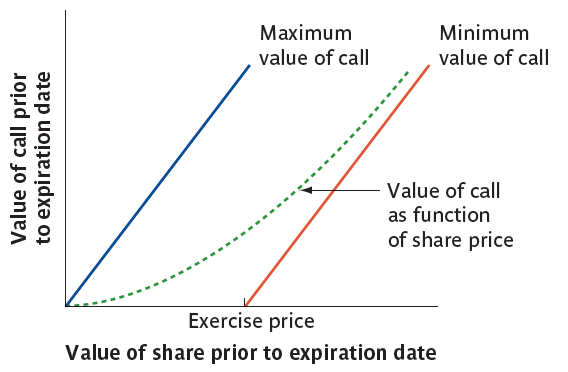 Maximum
value of call
Minimum
value of call
Value of call prior
to expiration date
Value of call
as function
of share price
Exercise price
Value of share prior to expiration date